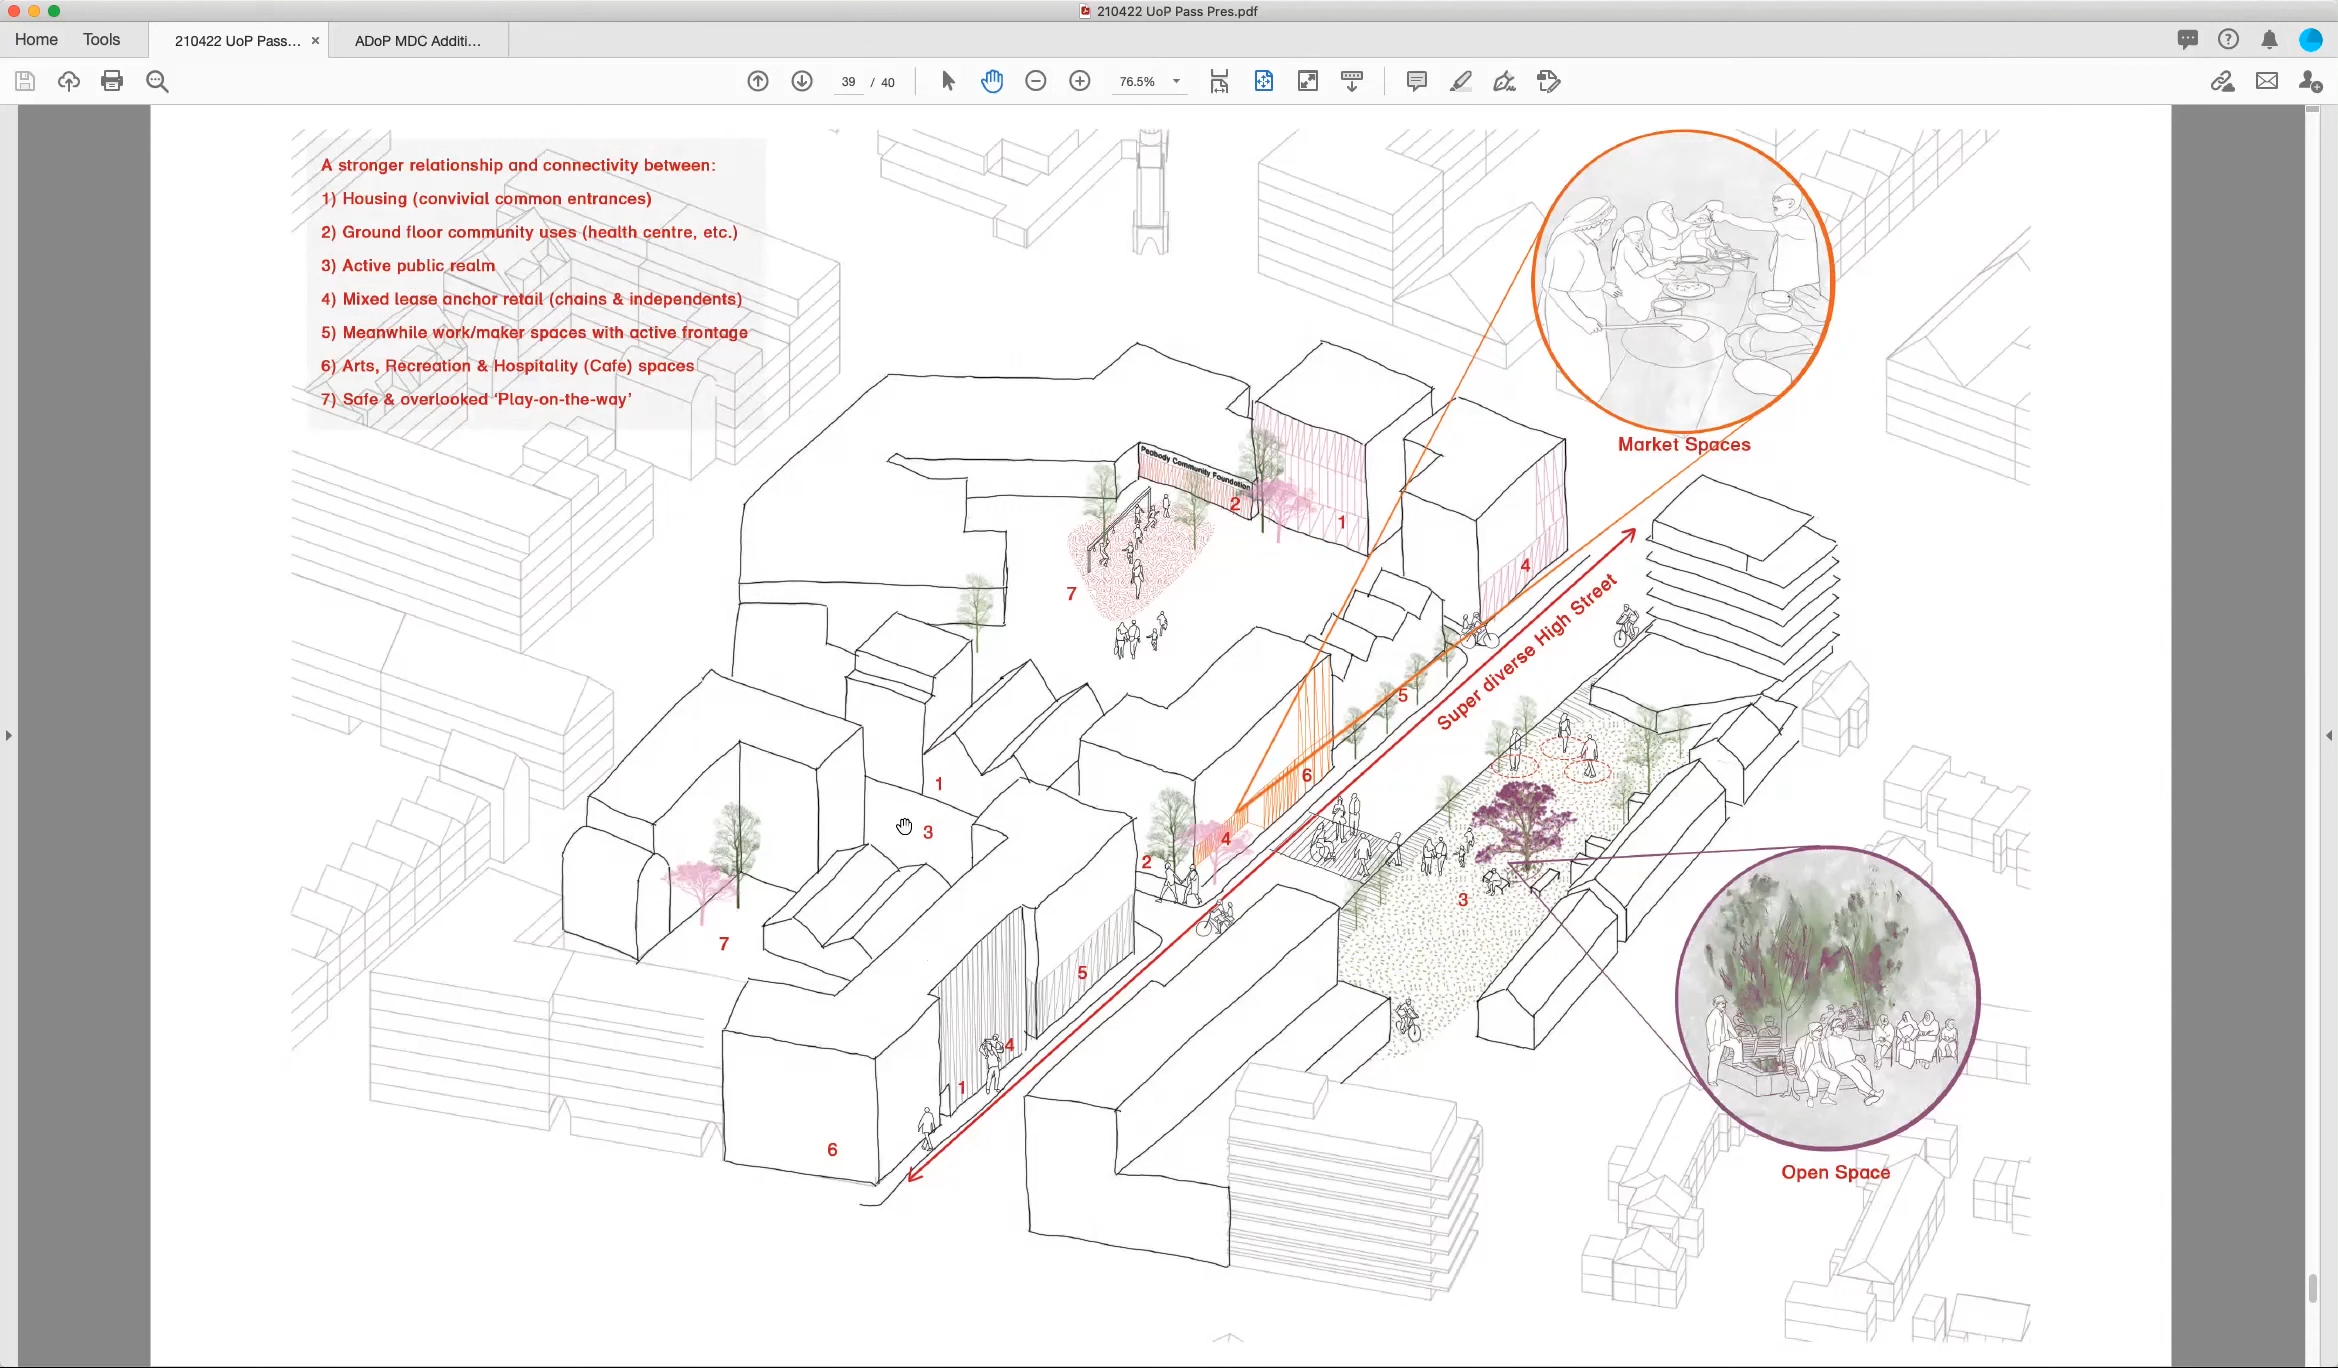 210422 UoP Pass Pres.pdf
Home Tools 210422 UoP Pass... × ADoP MDC Additi...
39 / 40 76.5%
A stronger relationship and connectivity between:
1) Housing (convivial common entrances)
2) Ground floor community uses (health centre, etc.)
3) Active public realm
4) Mixed lease anchor retail (chains & independents)
5) Meanwhile work/maker spaces with active frontage
6) Arts, Recreation & Hospitality (Cafe) spaces
7) Safe & overlooked ‘Play-on-the-way’
Market Spaces
Peabody Community Foundation
2
1
4
7
Super diverse High Street
5
6
1
3
4
2
3
7
5
4
1
6
Open Space